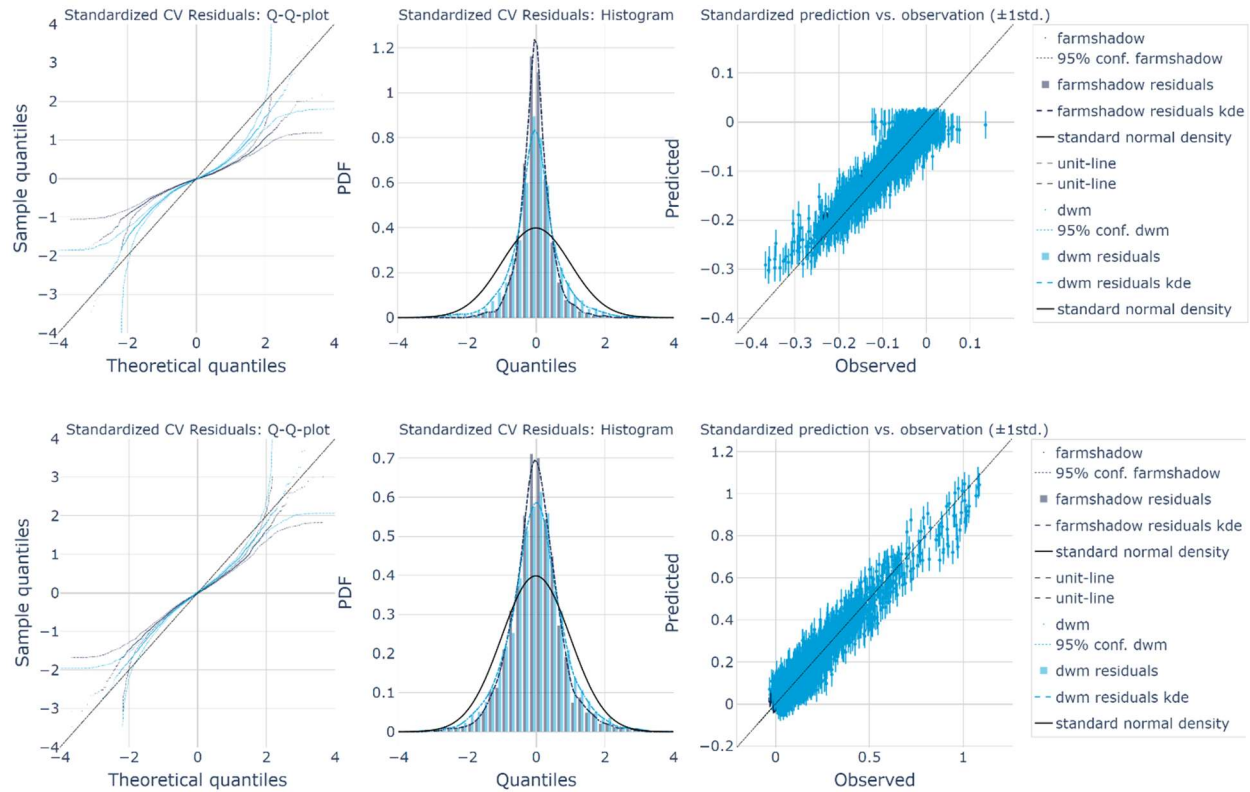 Standardized CV Residuals: Q-Q-plot
4
3
2
1
0
−1
−2
−3
−4
Sample quantiles
−4
−2
0
2
4
Theoretical quantiles
Standardized CV Residuals: Histogram
1.2
1
0.8
0.6
0.4
0.2
0
PDF
−4
−2
0
2
4
Quantiles
Standardized prediction vs. observation (±1std.)
0.1
0
−0.1
−0.2
−0.3
−0.4
Predicted
−0.4
−0.3
−0.2
−0.1
0
0.1
Observed
farmshadow
95% conf. farmshadow
farmshadow residuals
farmshadow residuals kde
standard normal density
unit-line
unit-line
dwm
95% conf. dwm
dwm residuals
dwm residuals kde
standard normal density
Standardized CV Residuals: Q-Q-plot
4
3
2
1
0
−1
−2
−3
−4
Sample quantiles
−4
−2
0
2
4
Theoretical quantiles
Standardized CV Residuals: Histogram
0.7
0.6
0.5
0.4
0.3
0.2
0.1
0
PDF
−4
−2
0
2
4
Quantiles
Standardized prediction vs. observation (±1std.)
1.2
1
0.8
0.6
0.4
0.2
0
−0.2
Predicted
0
0.5
1
Observed
farmshadow
95% conf. farmshadow
farmshadow residuals
farmshadow residuals kde
standard normal density
unit-line
unit-line
dwm
95% conf. dwm
dwm residuals
dwm residuals kde
standard normal density